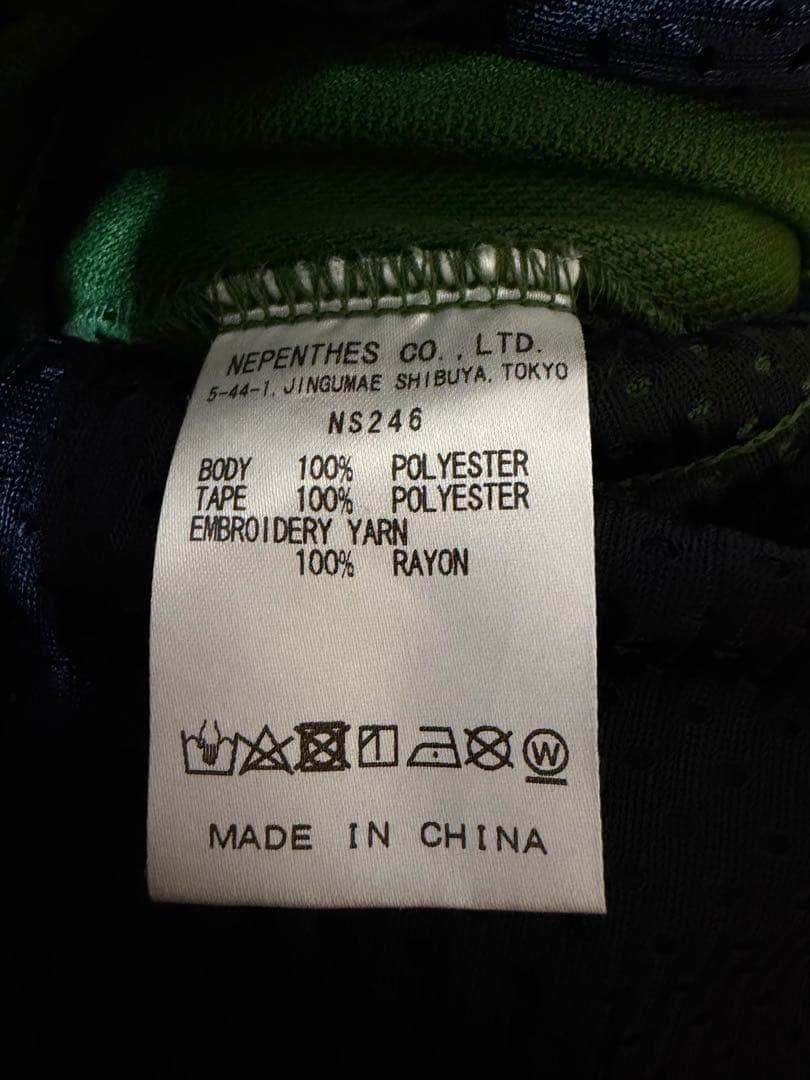 NEPENTHES CO., LTD.
5-44-1, JINGUMAE SHIBUYA, TOKYO
NS246
BODY 100% POLYESTER
TAPE 100% POLYESTER
EMBROIDERY YARN
100% RAYON
W
MADE IN CHINA